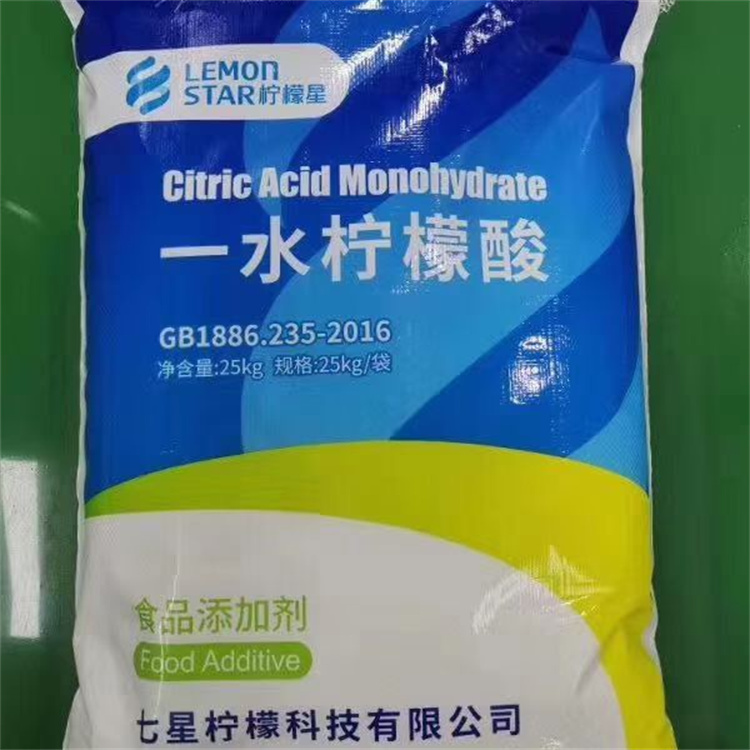 LEMON
STAR柠檬星
Citric Acid Monohydrate
一水柠檬酸
GB1886.235-2016
净含量:25kg 规格:25kg/袋
食品添加剂
Food Additive
七星柠檬科技有限公司